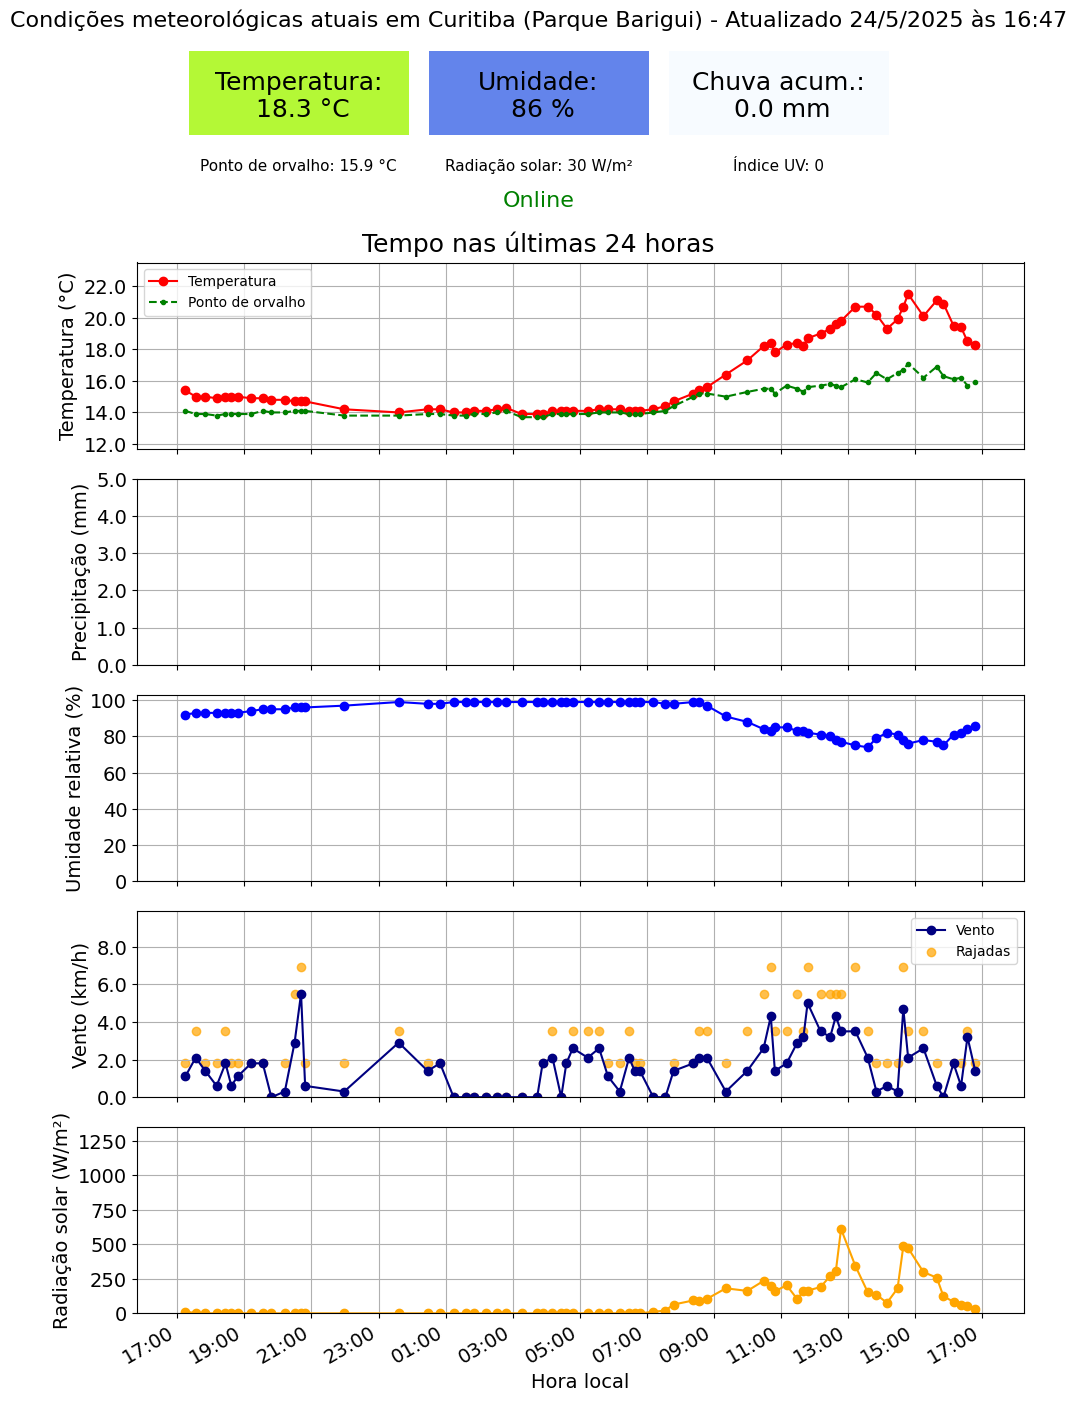 Condições meteorológicas atuais em Curitiba (Parque Barigui) - Atualizado 24/5/2025 às 16:47
Temperatura:
18.3 °C
Umidade:
86 %
Chuva acum.:
0.0 mm
Ponto de orvalho: 15.9 °C
Radiação solar: 30 W/m²
Índice UV: 0
Online
Tempo nas últimas 24 horas
Temperatura (°C)
22.0
20.0
18.0
16.0
14.0
12.0
Temperatura
Ponto de orvalho
Precipitação (mm)
5.0
4.0
3.0
2.0
1.0
0.0
Umidade relativa (%)
100
80
60
40
20
0
Vento (km/h)
8.0
6.0
4.0
2.0
0.0
Vento
Rajadas
Radiação solar (W/m²)
1250
1000
750
500
250
0
17:00
19:00
21:00
23:00
01:00
03:00
05:00
07:00
09:00
11:00
13:00
15:00
17:00
Hora local